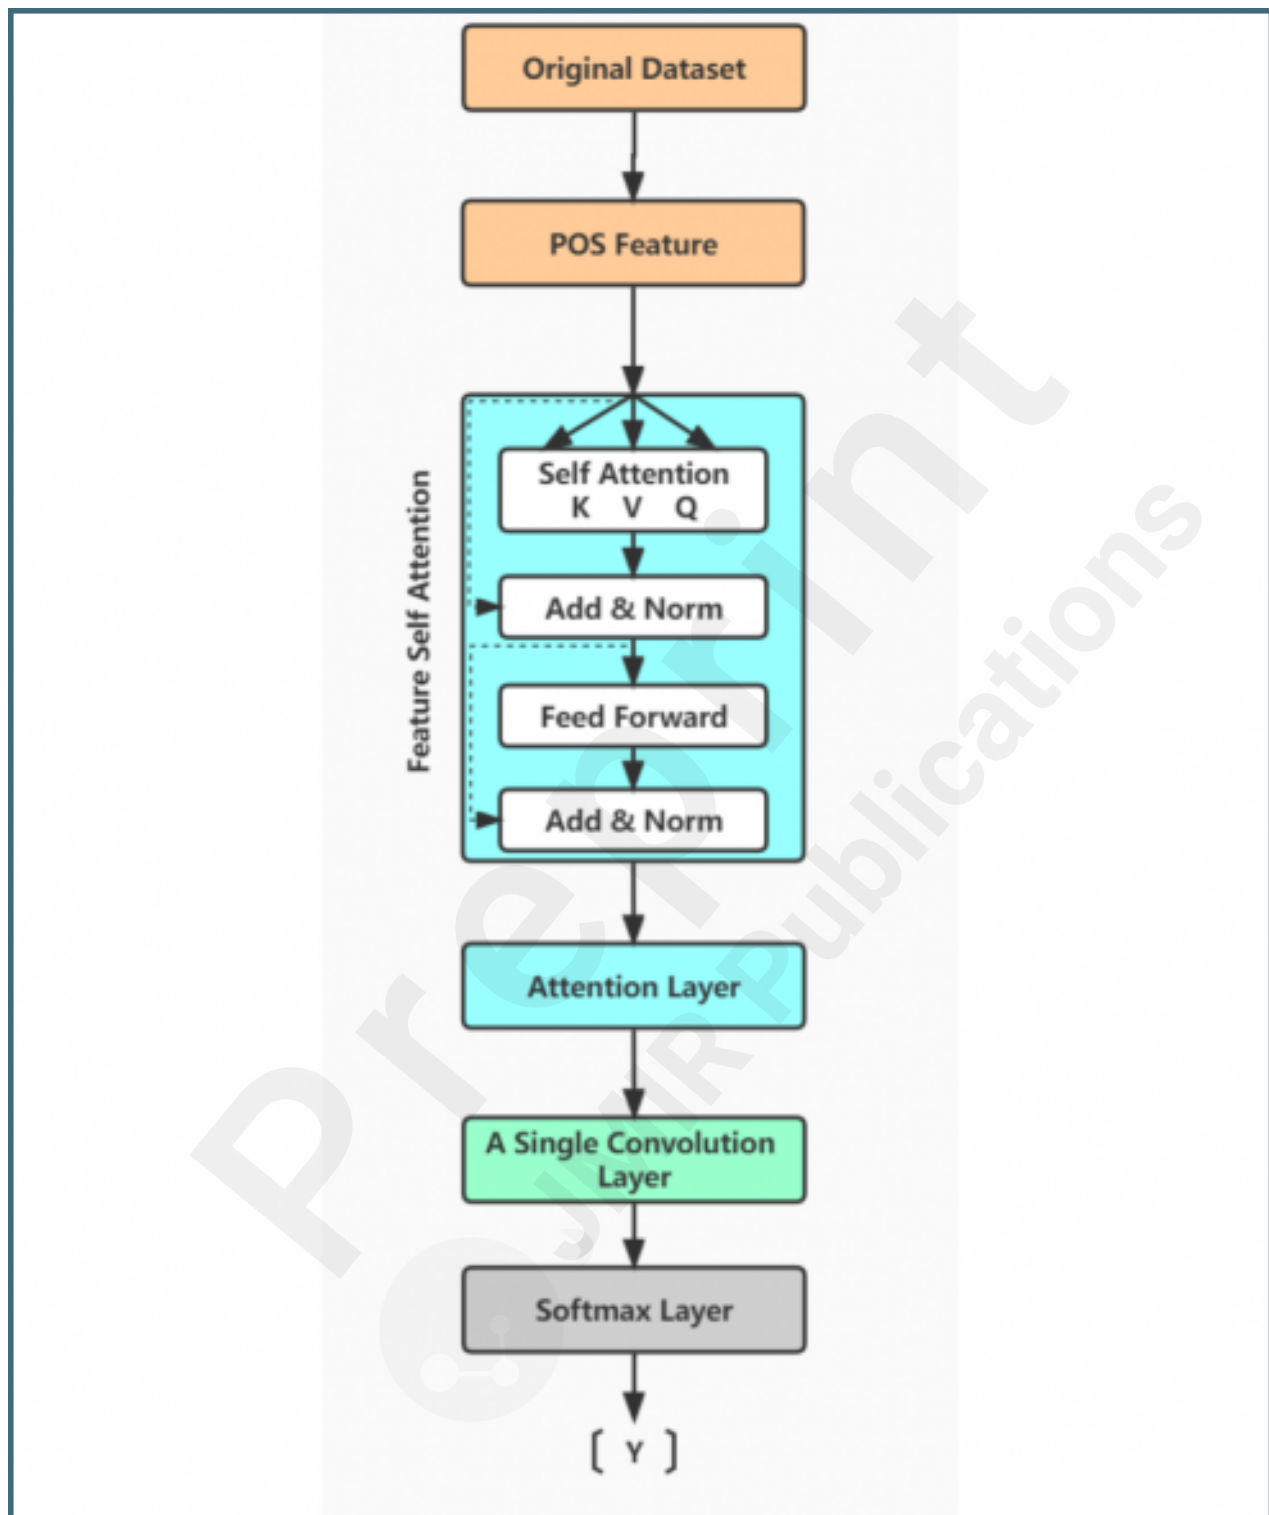 Original Dataset
POS Feature
Feature Self Attention
Self Attention
K V Q
Add & Norm
Feed Forward
Add & Norm
Attention Layer
A Single Convolution
Layer
Softmax Layer
[ Y ]
Preprint
JMIR Publications